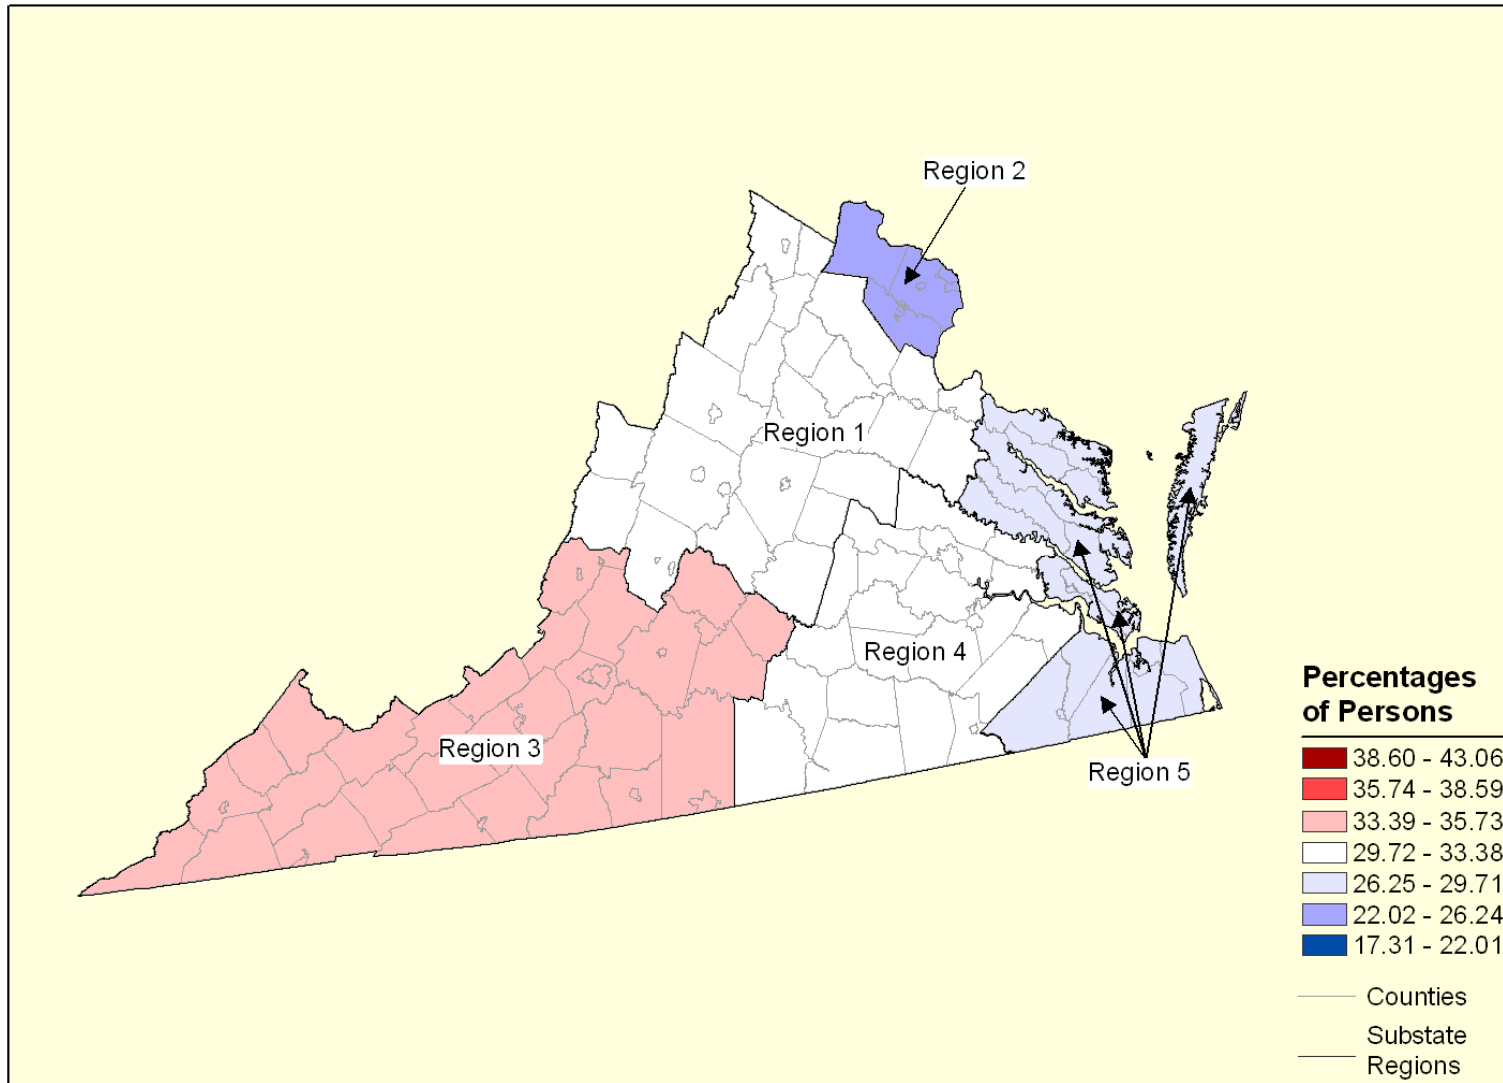 Region 2
Region 1
Region 4
Region 3
Region 5
Percentages
of Persons
38.60 - 43.06
35.74 - 38.59
33.39 - 35.73
29.72 - 33.38
26.25 - 29.71
22.02 - 26.24
17.31 - 22.01
Counties
Substate
Regions